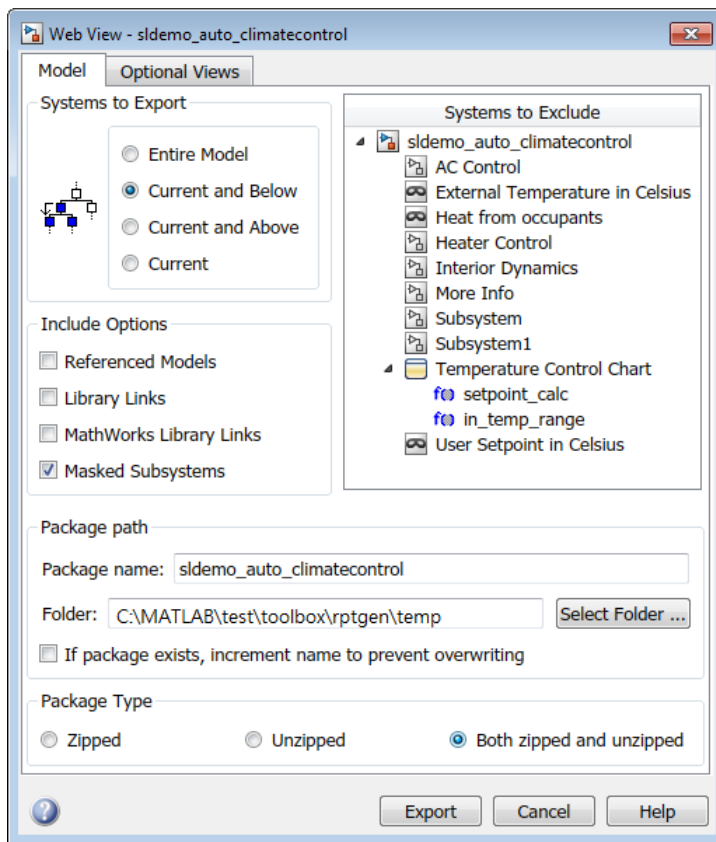 Web View - sldemo_auto_climatecontrol
Model
Optional Views
Systems to Export
Entire Model
Current and Below
Current and Above
Current
Include Options
Referenced Models
Library Links
MathWorks Library Links
Masked Subsystems
Systems to Exclude
sldemo_auto_climatecontrol
AC Control
External Temperature in Celsius
Heat from occupants
Heater Control
Interior Dynamics
More Info
Subsystem
Subsystem1
Temperature Control Chart
f() setpoint_calc
f() in_temp_range
User Setpoint in Celsius
Package path
Package name: sldemo_auto_climatecontrol
Folder: C:\MATLAB\test\toolbox\rptgen\temp Select Folder ...
If package exists, increment name to prevent overwriting
Package Type
Zipped Unzipped Both zipped and unzipped
? Export Cancel Help